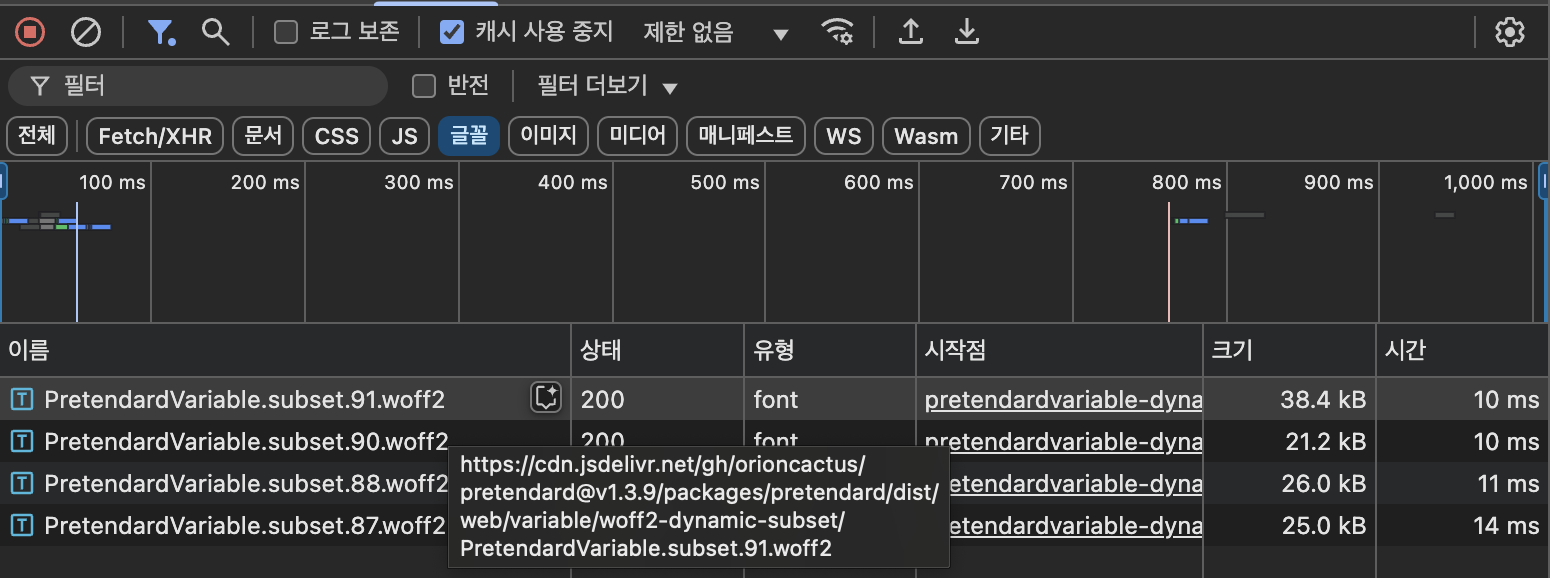 로그 보존 캐시 사용 중지 제한 없음
필터 반전 필터 더보기
전체 Fetch/XHR 문서 CSS JS 글꼴 이미지 미디어 매니페스트 WS Wasm 기타
100 ms 200 ms 300 ms 400 ms 500 ms 600 ms 700 ms 800 ms 900 ms 1,000 ms
이름 상태 유형 시작점 크기 시간
PretendardVariable.subset.91.woff2 200 font pretendardvariable-dyna 38.4 kB 10 ms
PretendardVariable.subset.90.woff2 200 font pretendardvariable-dyna 21.2 kB 10 ms
PretendardVariable.subset.88.woff2 etendardvariable-dyna 26.0 kB 11 ms
PretendardVariable.subset.87.woff2 etendardvariable-dyna 25.0 kB 14 ms
https://cdn.jsdelivr.net/gh/orioncactus/
pretendard@v1.3.9/packages/pretendard/dist/
web/variable/woff2-dynamic-subset/
PretendardVariable.subset.91.woff2